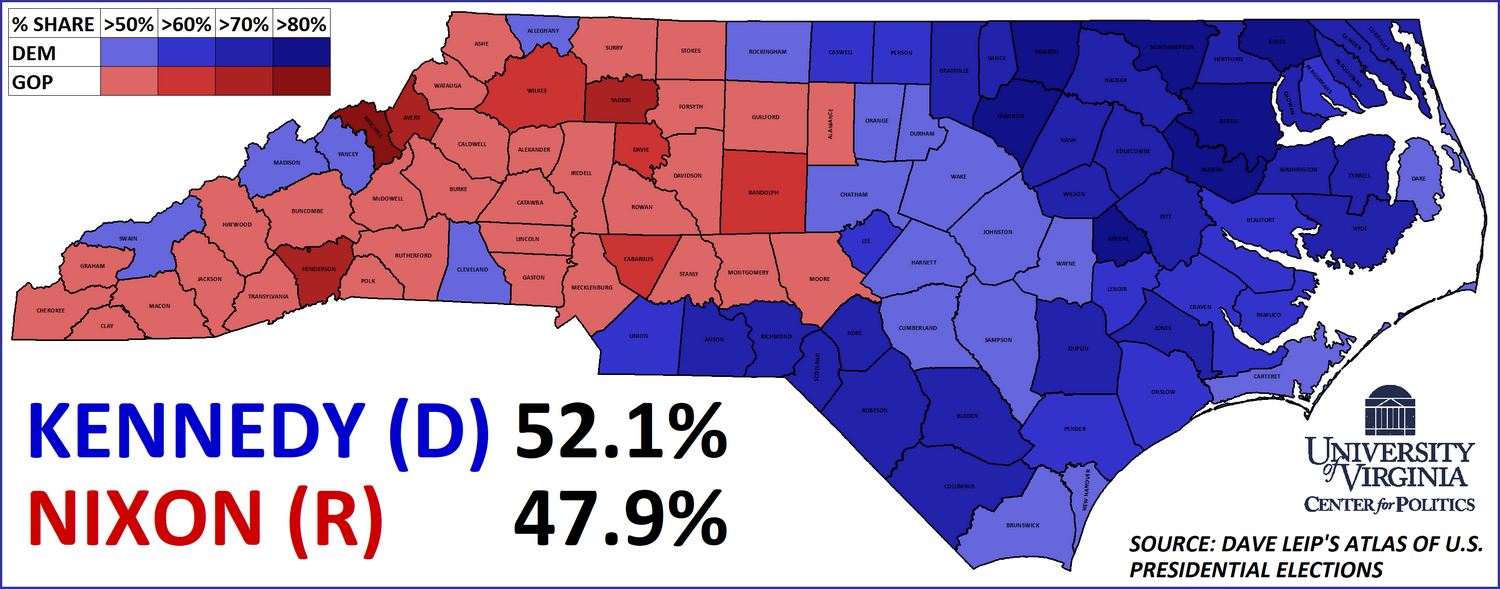 % SHARE >50% >60% >70% >80%
DEM
GOP
ASHE
ALLEGHANY
SURRY
STOKES
ROCKINGHAM
CASWELL
PERSON
GRANVILLE
VANCE
WARREN
HALIFAX
NORTHAMPTON
HERTFORD
GATES
CAMDEN
CURRITUCK
PASQUOTANK
PERQUIMANS
CHOWAN
WATAUGA
WILKES
YADKIN
FORSYTH
GUILFORD
ALAMANCE
ORANGE
DURHAM
FRANKLIN
NASH
EDGECOMBE
BERTIE
MARTIN
WASHINGTON
TYRRELL
DARE
MITCHELL
AVERY
CALDWELL
ALEXANDER
IREDELL
DAVIE
DAVIDSON
RANDOLPH
CHATHAM
WAKE
WILSON
PITT
BEAUFORT
HYDE
MADISON
YANCEY
McDOWELL
BURKE
CATAWBA
ROWAN
LEE
JOHNSTON
GREENE
SWAIN
HAYWOOD
BUNCOMBE
RUTHERFORD
CLEVELAND
LINCOLN
GASTON
CABARRUS
STANLY
MONTGOMERY
MOORE
HARNETT
WAYNE
LENOIR
CRAVEN
PAMLICO
GRAHAM
JACKSON
HENDERSON
POLK
MECKLENBURG
CHEROKEE
CLAY
MACON
TRANSYLVANIA
UNION
ANSON
RICHMOND
SCOTLAND
HOKE
CUMBERLAND
SAMPSON
DUPLIN
JONES
CARTERET
ONSLOW
ROBESON
BLADEN
PENDER
COLUMBUS
BRUNSWICK
NEW HANOVER
KENNEDY (D) 52.1%
NIXON (R) 47.9%
UNIVERSITY
of VIRGINIA
CENTER for POLITICS
SOURCE: DAVE LEIP'S ATLAS OF U.S.
PRESIDENTIAL ELECTIONS